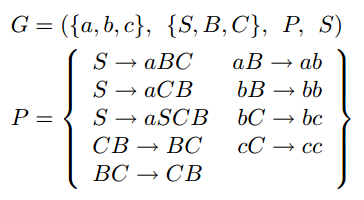 G = ({a, b, c}, {S, B, C}, P, S)
P = {
S → aBC aB → ab
S → aCB bB → bb
S → aSCB bC → bc
CB → BC cC → cc
BC → CB
}